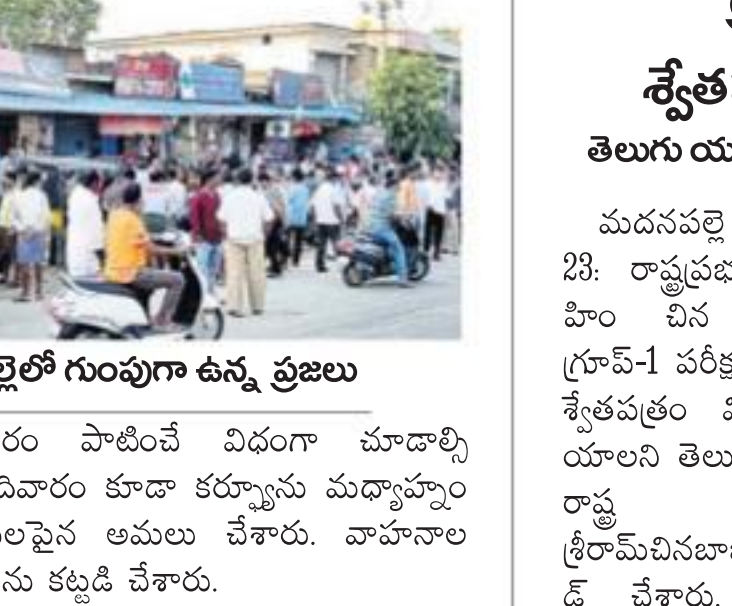 ల్లెలో గుంపుగా ఉన్న ప్రజలు
రం పాటించే విధంగా చూడాల్సి
దివారం కూడా కర్ఫ్యూను మధ్యాహ్నం
లపైన అమలు చేశారు. వాహనాల
ను కట్టడి చేశారు.
శ్వేత
తెలుగు యు
మదనపల్లె
23: రాష్ట్రప్రభ
హిం చిన
గ్రూప్-1 పరీక్ష
శ్వేతపత్రం వి
యాలని తెలు
రాష్ట్ర
శ్రీరామ్‌చినబా
డ్ చేశారు.